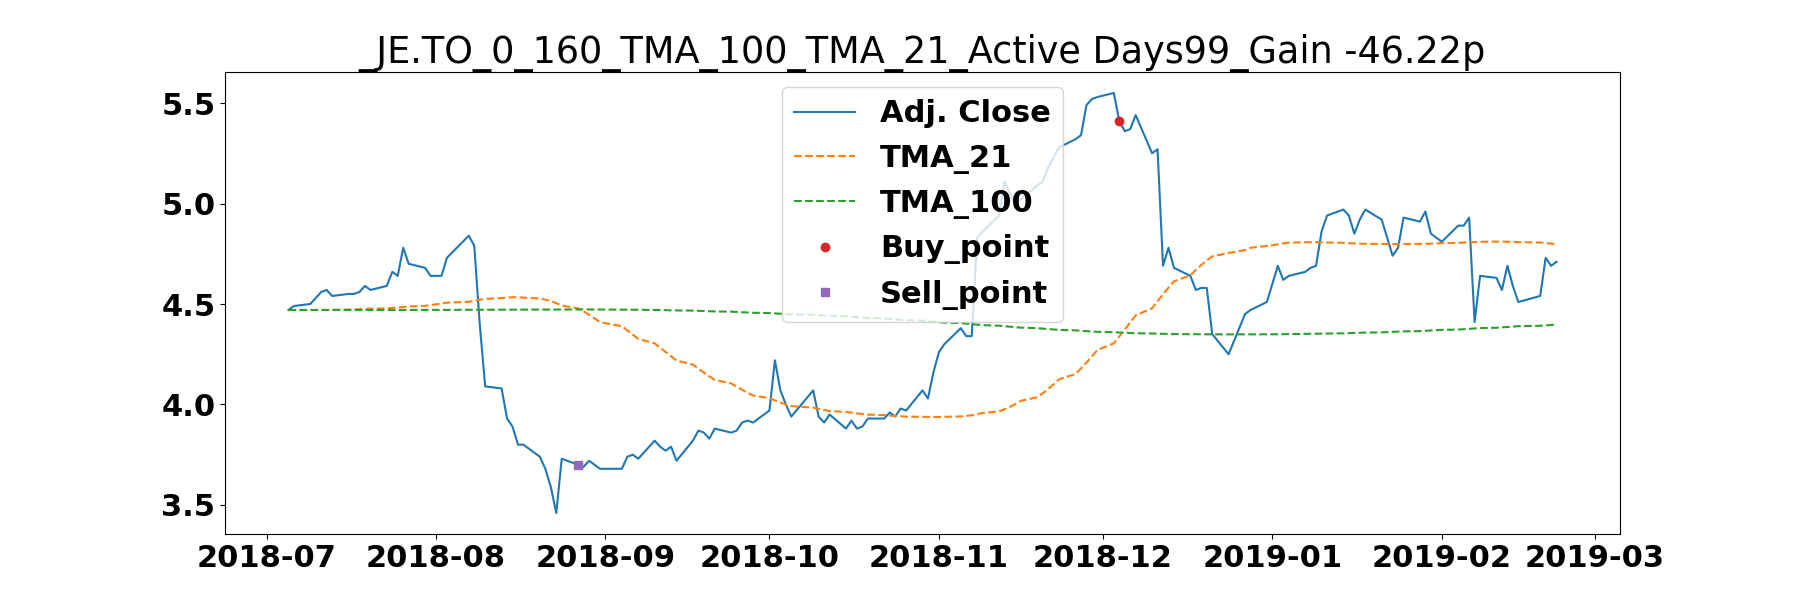 _JE.TO_0_160_TMA_100_TMA_21_Active Days99_Gain -46.22p
5.5
5.0
4.5
4.0
3.5
Adj. Close
TMA_21
TMA_100
Buy_point
Sell_point
2018-07 2018-08 2018-09 2018-10 2018-11 2018-12 2019-01 2019-02 2019-03